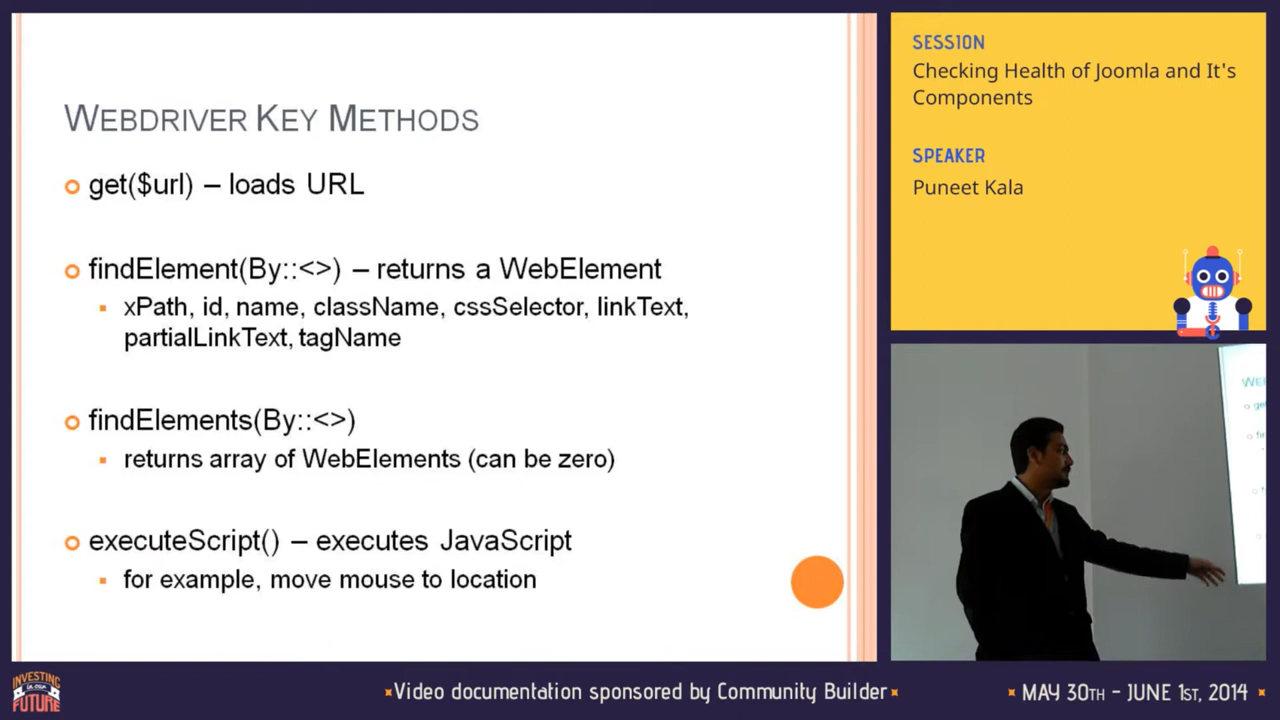 WEBDRIVER KEY METHODS
get($url) – loads URL
findElement(By::<>) – returns a WebElement
xPath, id, name, className, cssSelector, linkText,
partialLinkText, tagName
findElements(By::<>)
returns array of WebElements (can be zero)
executeScript() – executes JavaScript
for example, move mouse to location
SESSION
Checking Health of Joomla and It's
Components
SPEAKER
Puneet Kala
INVESTING
in our
FUTURE
Video documentation sponsored by Community Builder
MAY 30TH - JUNE 1ST, 2014